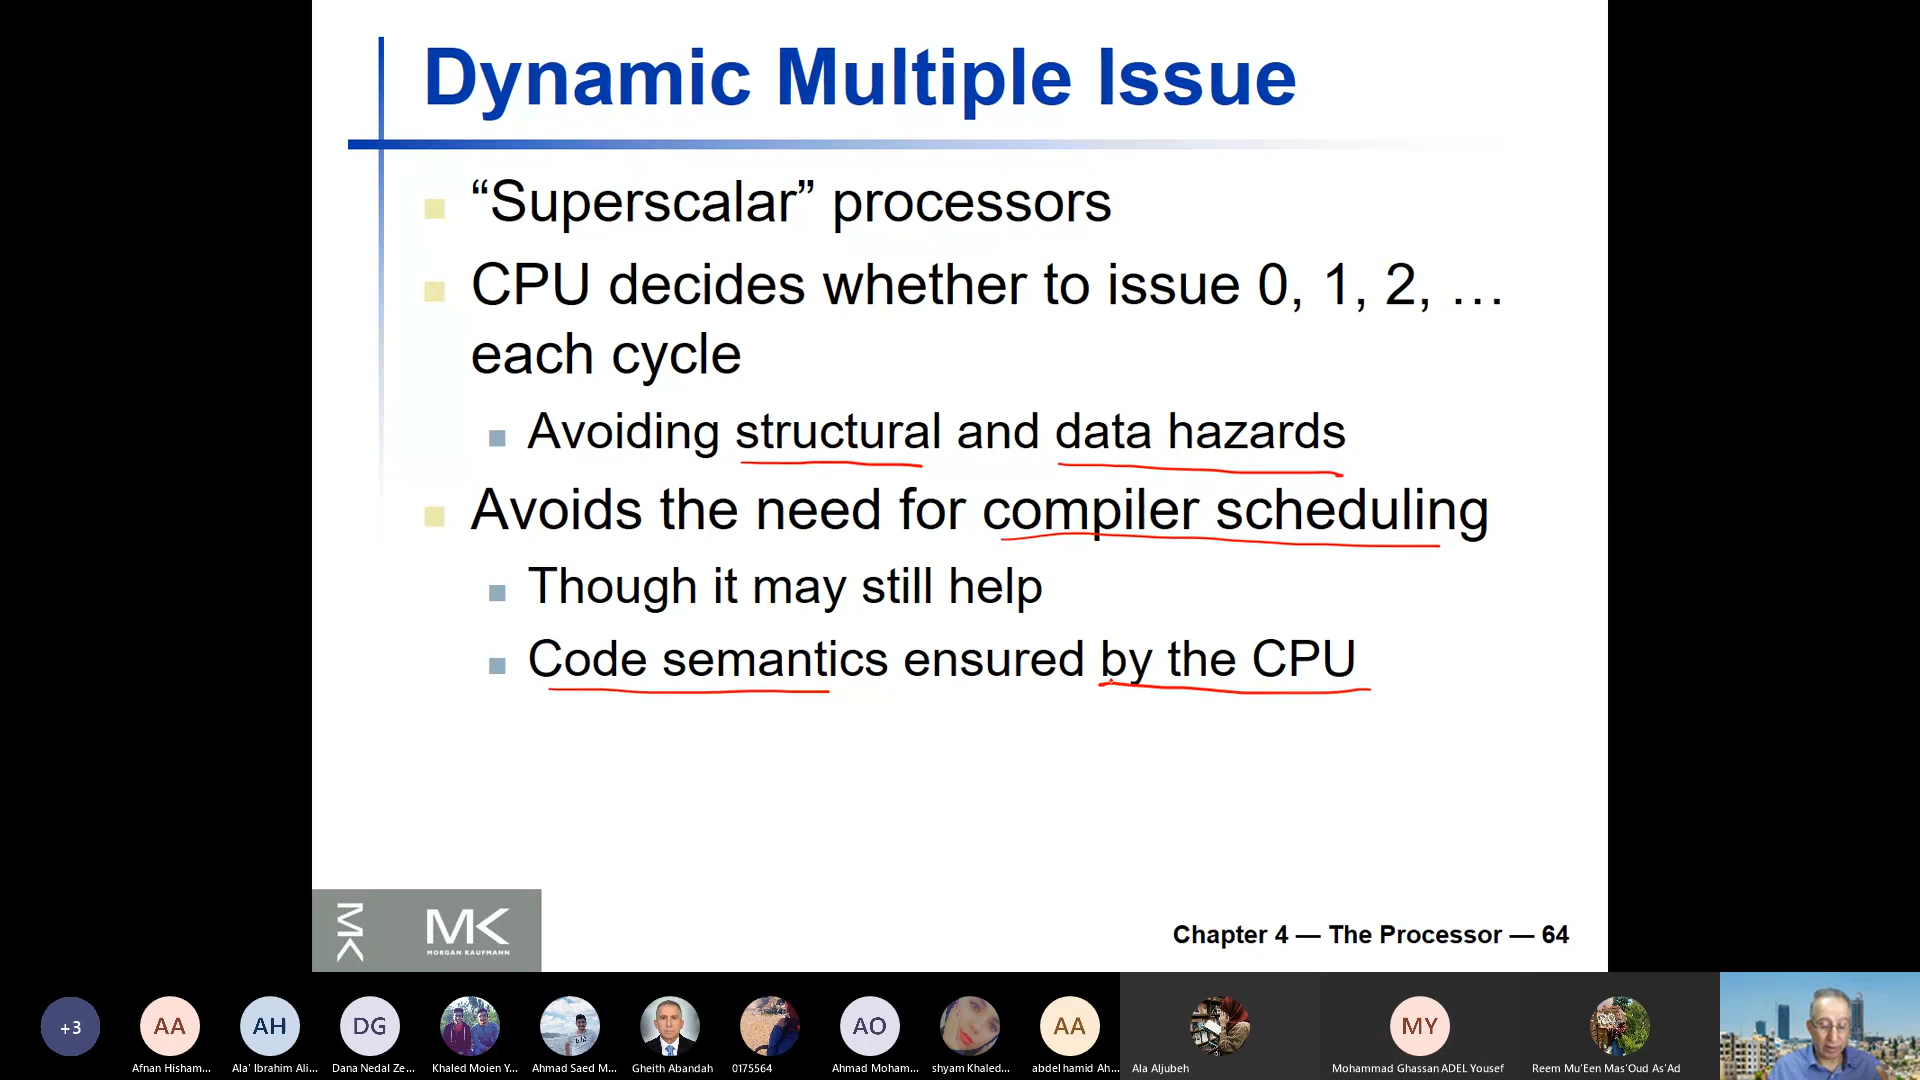 Dynamic Multiple Issue
“Superscalar” processors
CPU decides whether to issue 0, 1, 2, …
each cycle
Avoiding structural and data hazards
Avoids the need for compiler scheduling
Though it may still help
Code semantics ensured by the CPU
MK
MK
MORGAN KAUFMANN
Chapter 4 — The Processor — 64
+3
AA
AH
DG
AO
AA
MY
Afnan Hisham...
Ala' Ibrahim Ali...
Dana Nedal Ze...
Khaled Moien Y...
Ahmad Saed M...
Gheith Abandah
0175564
Ahmad Moham...
shyam Khaled...
abdel hamid Ah...
Ala Aljubeh
Mohammad Ghassan ADEL Yousef
Reem Mu'Een Mas'Oud As'Ad